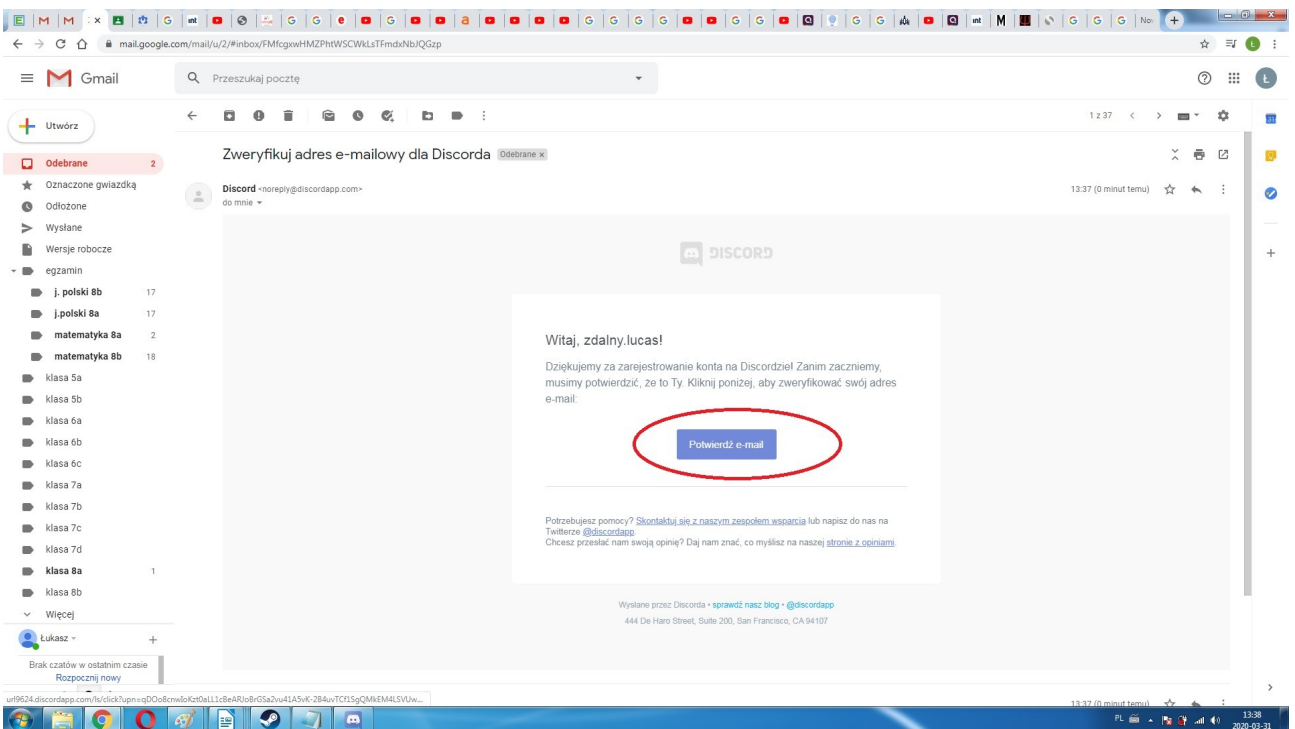 int
e
a
int
M
No
mail.google.com/mail/u/2/#inbox/FMfcgxwHMZPhtWSCWkLsTFmdxNbJQGzp
Gmail
Przeszukaj pocztę
Utwórz
1 z 37
Odebrane 2
Oznaczone gwiazdką
Odłożone
Wysłane
Wersje robocze
egzamin
j. polski 8b 17
j.polski 8a 17
matematyka 8a 2
matematyka 8b 18
klasa 5a
klasa 5b
klasa 6a
klasa 6b
klasa 6c
klasa 7a
klasa 7b
klasa 7c
klasa 7d
klasa 8a 1
klasa 8b
Więcej
Łukasz
Brak czatów w ostatnim czasie
Rozpocznij nowy
Zweryfikuj adres e-mailowy dla Discorda Odebrane x
Discord <noreply@discordapp.com>
13:37 (0 minut temu)
do mnie
DISCORD
Witaj, zdalny.lucas!
Dziękujemy za zarejestrowanie konta na Discordzie! Zanim zaczniemy,
musimy potwierdzić, że to Ty. Kliknij poniżej, aby zweryfikować swój adres
e-mail:
Potwierdź e-mail
Potrzebujesz pomocy? Skontaktuj się z naszym zespołem wsparcia lub napisz do nas na
Twitterze @discordapp.
Chcesz przesłać nam swoją opinię? Daj nam znać, co myślisz na naszej stronie z opiniami.
Wysłane przez Discorda • sprawdź nasz blog • @discordapp
444 De Haro Street, Suite 200, San Francisco, CA 94107
13:37 (0 minut temu)
PL
13:38
2020-03-31